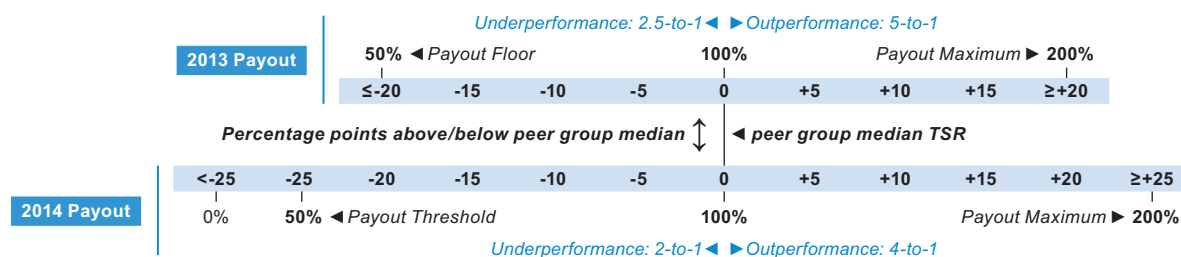 Underperformance: 2.5-to-1◄ ►Outperformance: 5-to-1
2013 Payout
50% ◄ Payout Floor 100% Payout Maximum ► 200%
≤-20 -15 -10 -5 0 +5 +10 +15 ≥+20
Percentage points above/below peer group median ↕ ◄ peer group median TSR
<-25 -25 -20 -15 -10 -5 0 +5 +10 +15 +20 ≥+25
2014 Payout
0% 50% ◄ Payout Threshold 100% Payout Maximum ► 200%
Underperformance: 2-to-1◄ ►Outperformance: 4-to-1